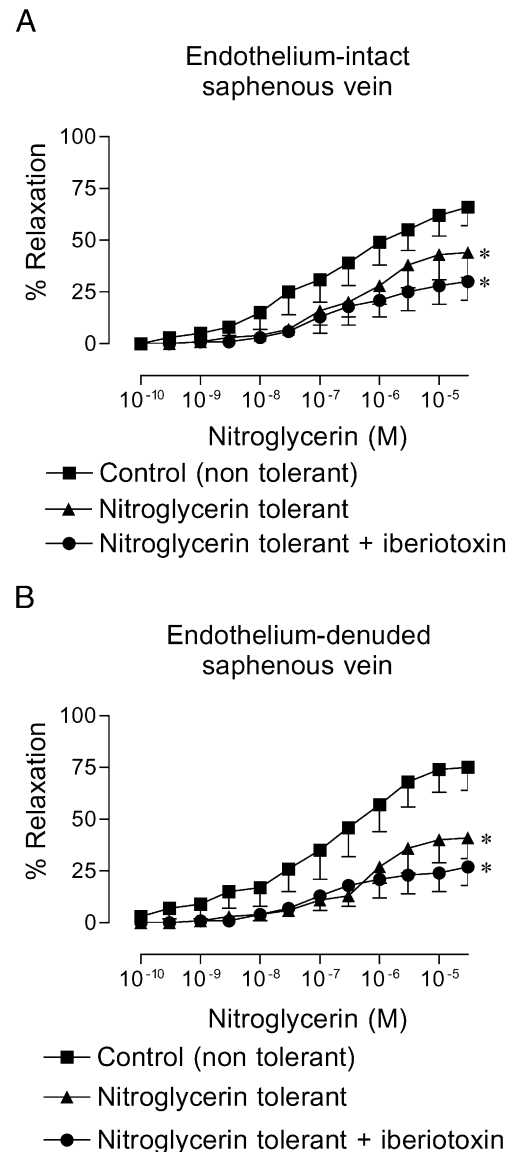 A
Endothelium-intact
saphenous vein
% Relaxation
100
75
50
25
0
*
*
10-10 10-9 10-8 10-7 10-6 10-5
Nitroglycerin (M)
Control (non tolerant)
Nitroglycerin tolerant
Nitroglycerin tolerant + iberiotoxin
B
Endothelium-denuded
saphenous vein
% Relaxation
100
75
50
25
0
*
*
10-10 10-9 10-8 10-7 10-6 10-5
Nitroglycerin (M)
Control (non tolerant)
Nitroglycerin tolerant
Nitroglycerin tolerant + iberiotoxin